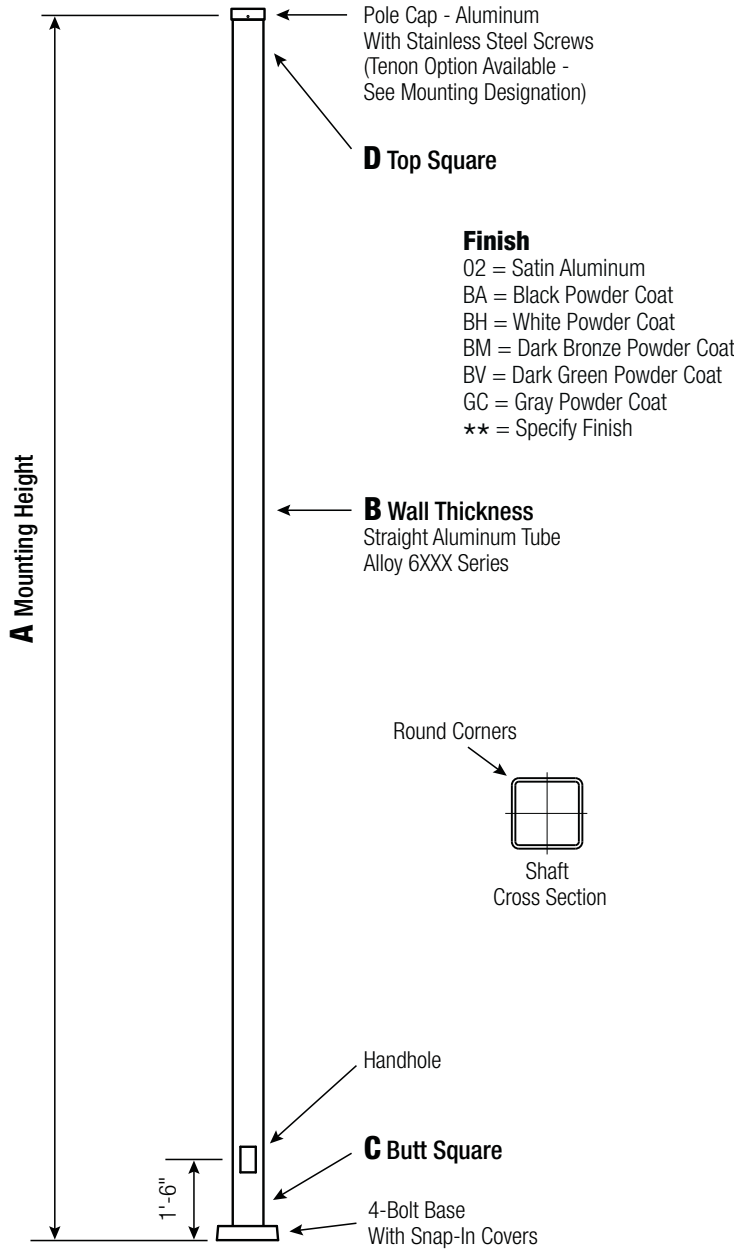 Pole Cap - Aluminum
With Stainless Steel Screws
(Tenon Option Available -
See Mounting Designation)
D Top Square
Finish
02 = Satin Aluminum
BA = Black Powder Coat
BH = White Powder Coat
BM = Dark Bronze Powder Coat
BV = Dark Green Powder Coat
GC = Gray Powder Coat
** = Specify Finish
A Mounting Height
B Wall Thickness
Straight Aluminum Tube
Alloy 6XXX Series
Round Corners
Shaft
Cross Section
Handhole
C Butt Square
1'-6"
4-Bolt Base
With Snap-In Covers